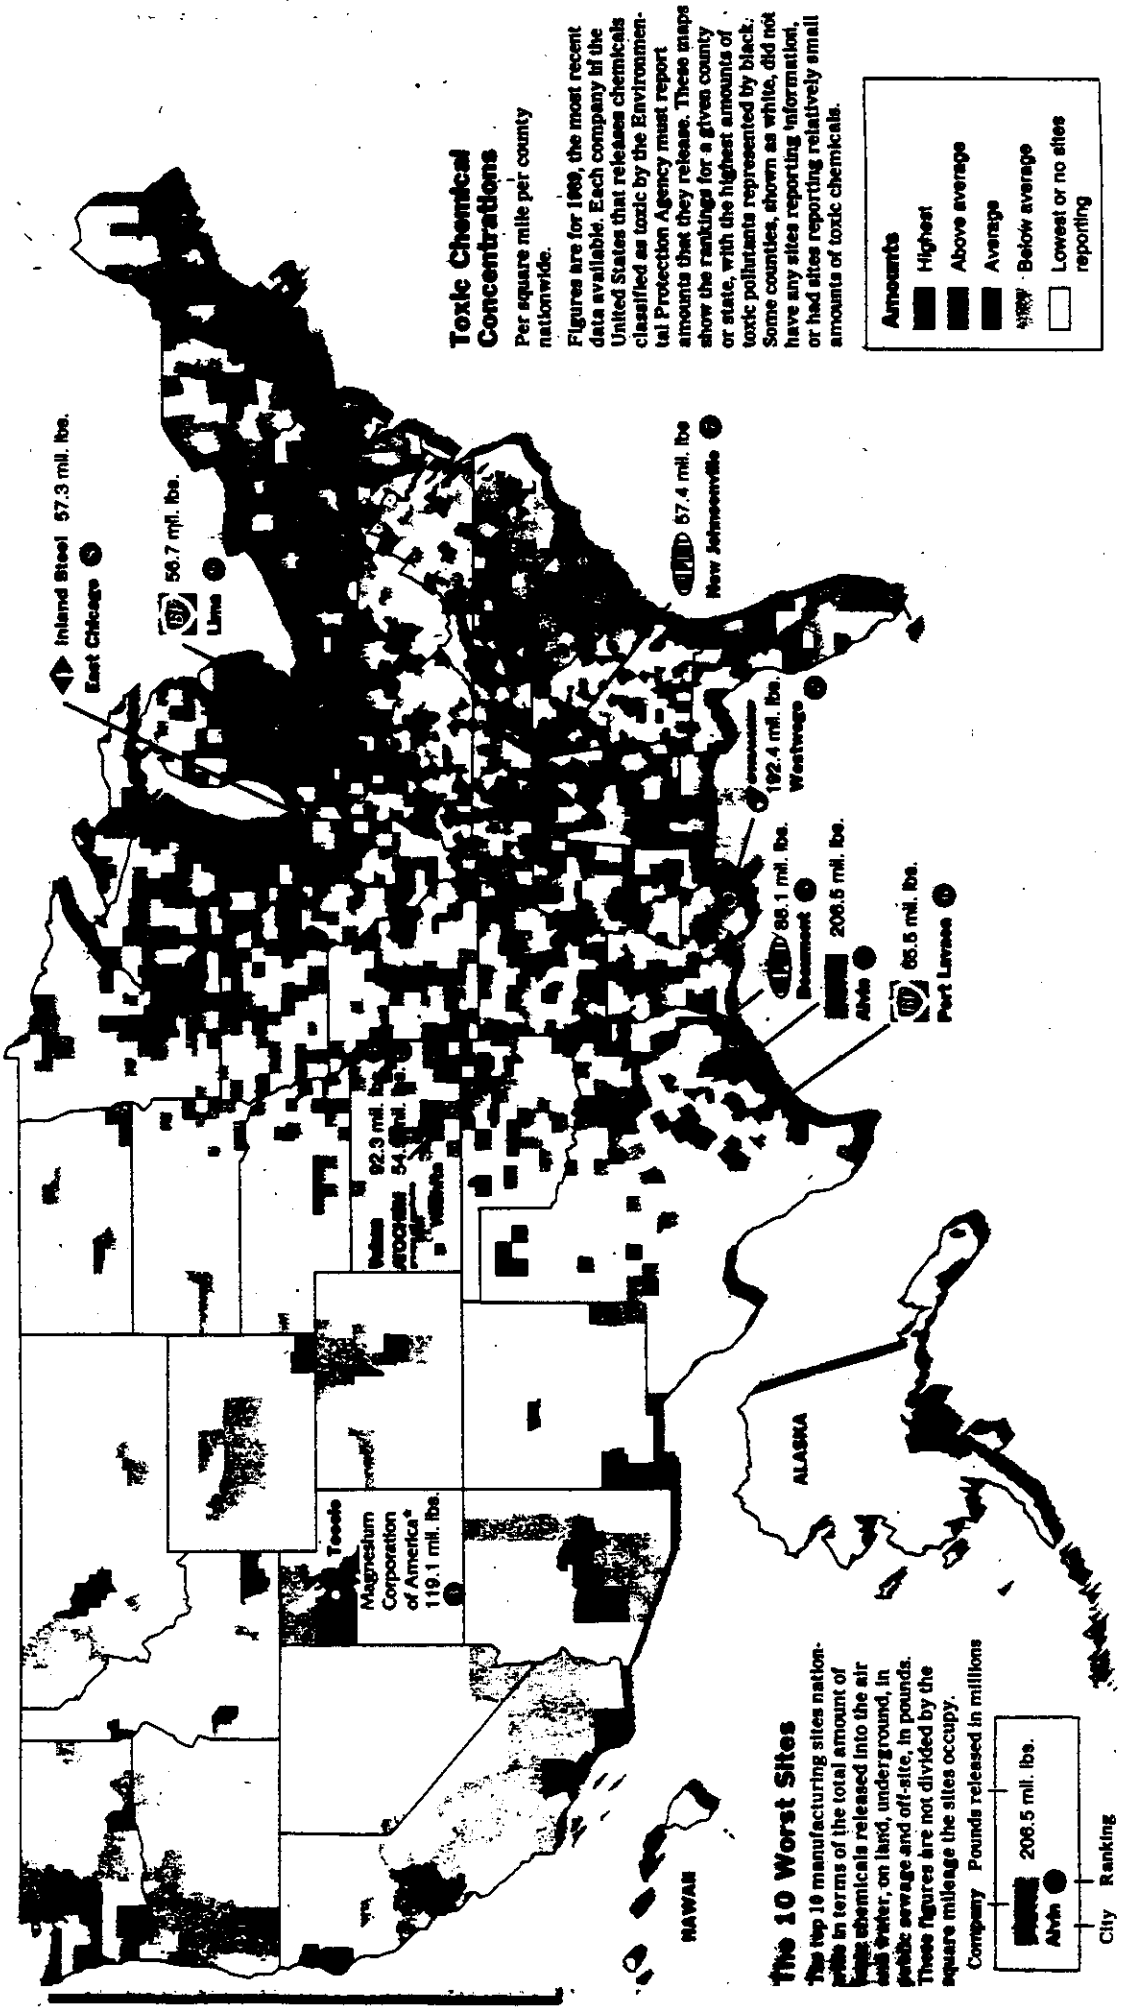 Toxic Chemical
Concentrations
Per square mile per county
nationwide.
Figures are for 1989, the most recent
data available. Each company in the
United States that releases chemicals
classified as toxic by the Environmen-
tal Protection Agency must report
amounts that they release. These maps
show the rankings for a given county
or state, with the highest amounts of
toxic pollutants represented by black.
Some counties, shown as white, did not
have any sites reporting information,
or had sites reporting relatively small
amounts of toxic chemicals.
Amounts
Highest
Above average
Average
Below average
Lowest or no sites
reporting
Inland Steel 57.3 mil. lbs.
East Chicago
BP 56.7 mil. lbs.
Lima
57.4 mil. lbs
New Johnsonville
192.4 mil. lbs.
Westwego
88.1 mil. lbs.
Beaumont
206.5 mil. lbs.
Alvin
65.5 mil. lbs.
Port Lavaca
Vulcan 92.3 mil. lbs.
ATOCHEM 54. mil. lbs.
Wichita
Tooele
Magnesium
Corporation
of America*
119.1 mil. lbs.
ALASKA
HAWAII
The 10 Worst Sites
The top 10 manufacturing sites nation-
wide in terms of the total amount of
toxic chemicals released into the air
and water, on land, underground, in
public sewage and off-site, in pounds.
These figures are not divided by the
square mileage the sites occupy.
Company Pounds released in millions
206.5 mil. lbs.
Alvin
City Ranking